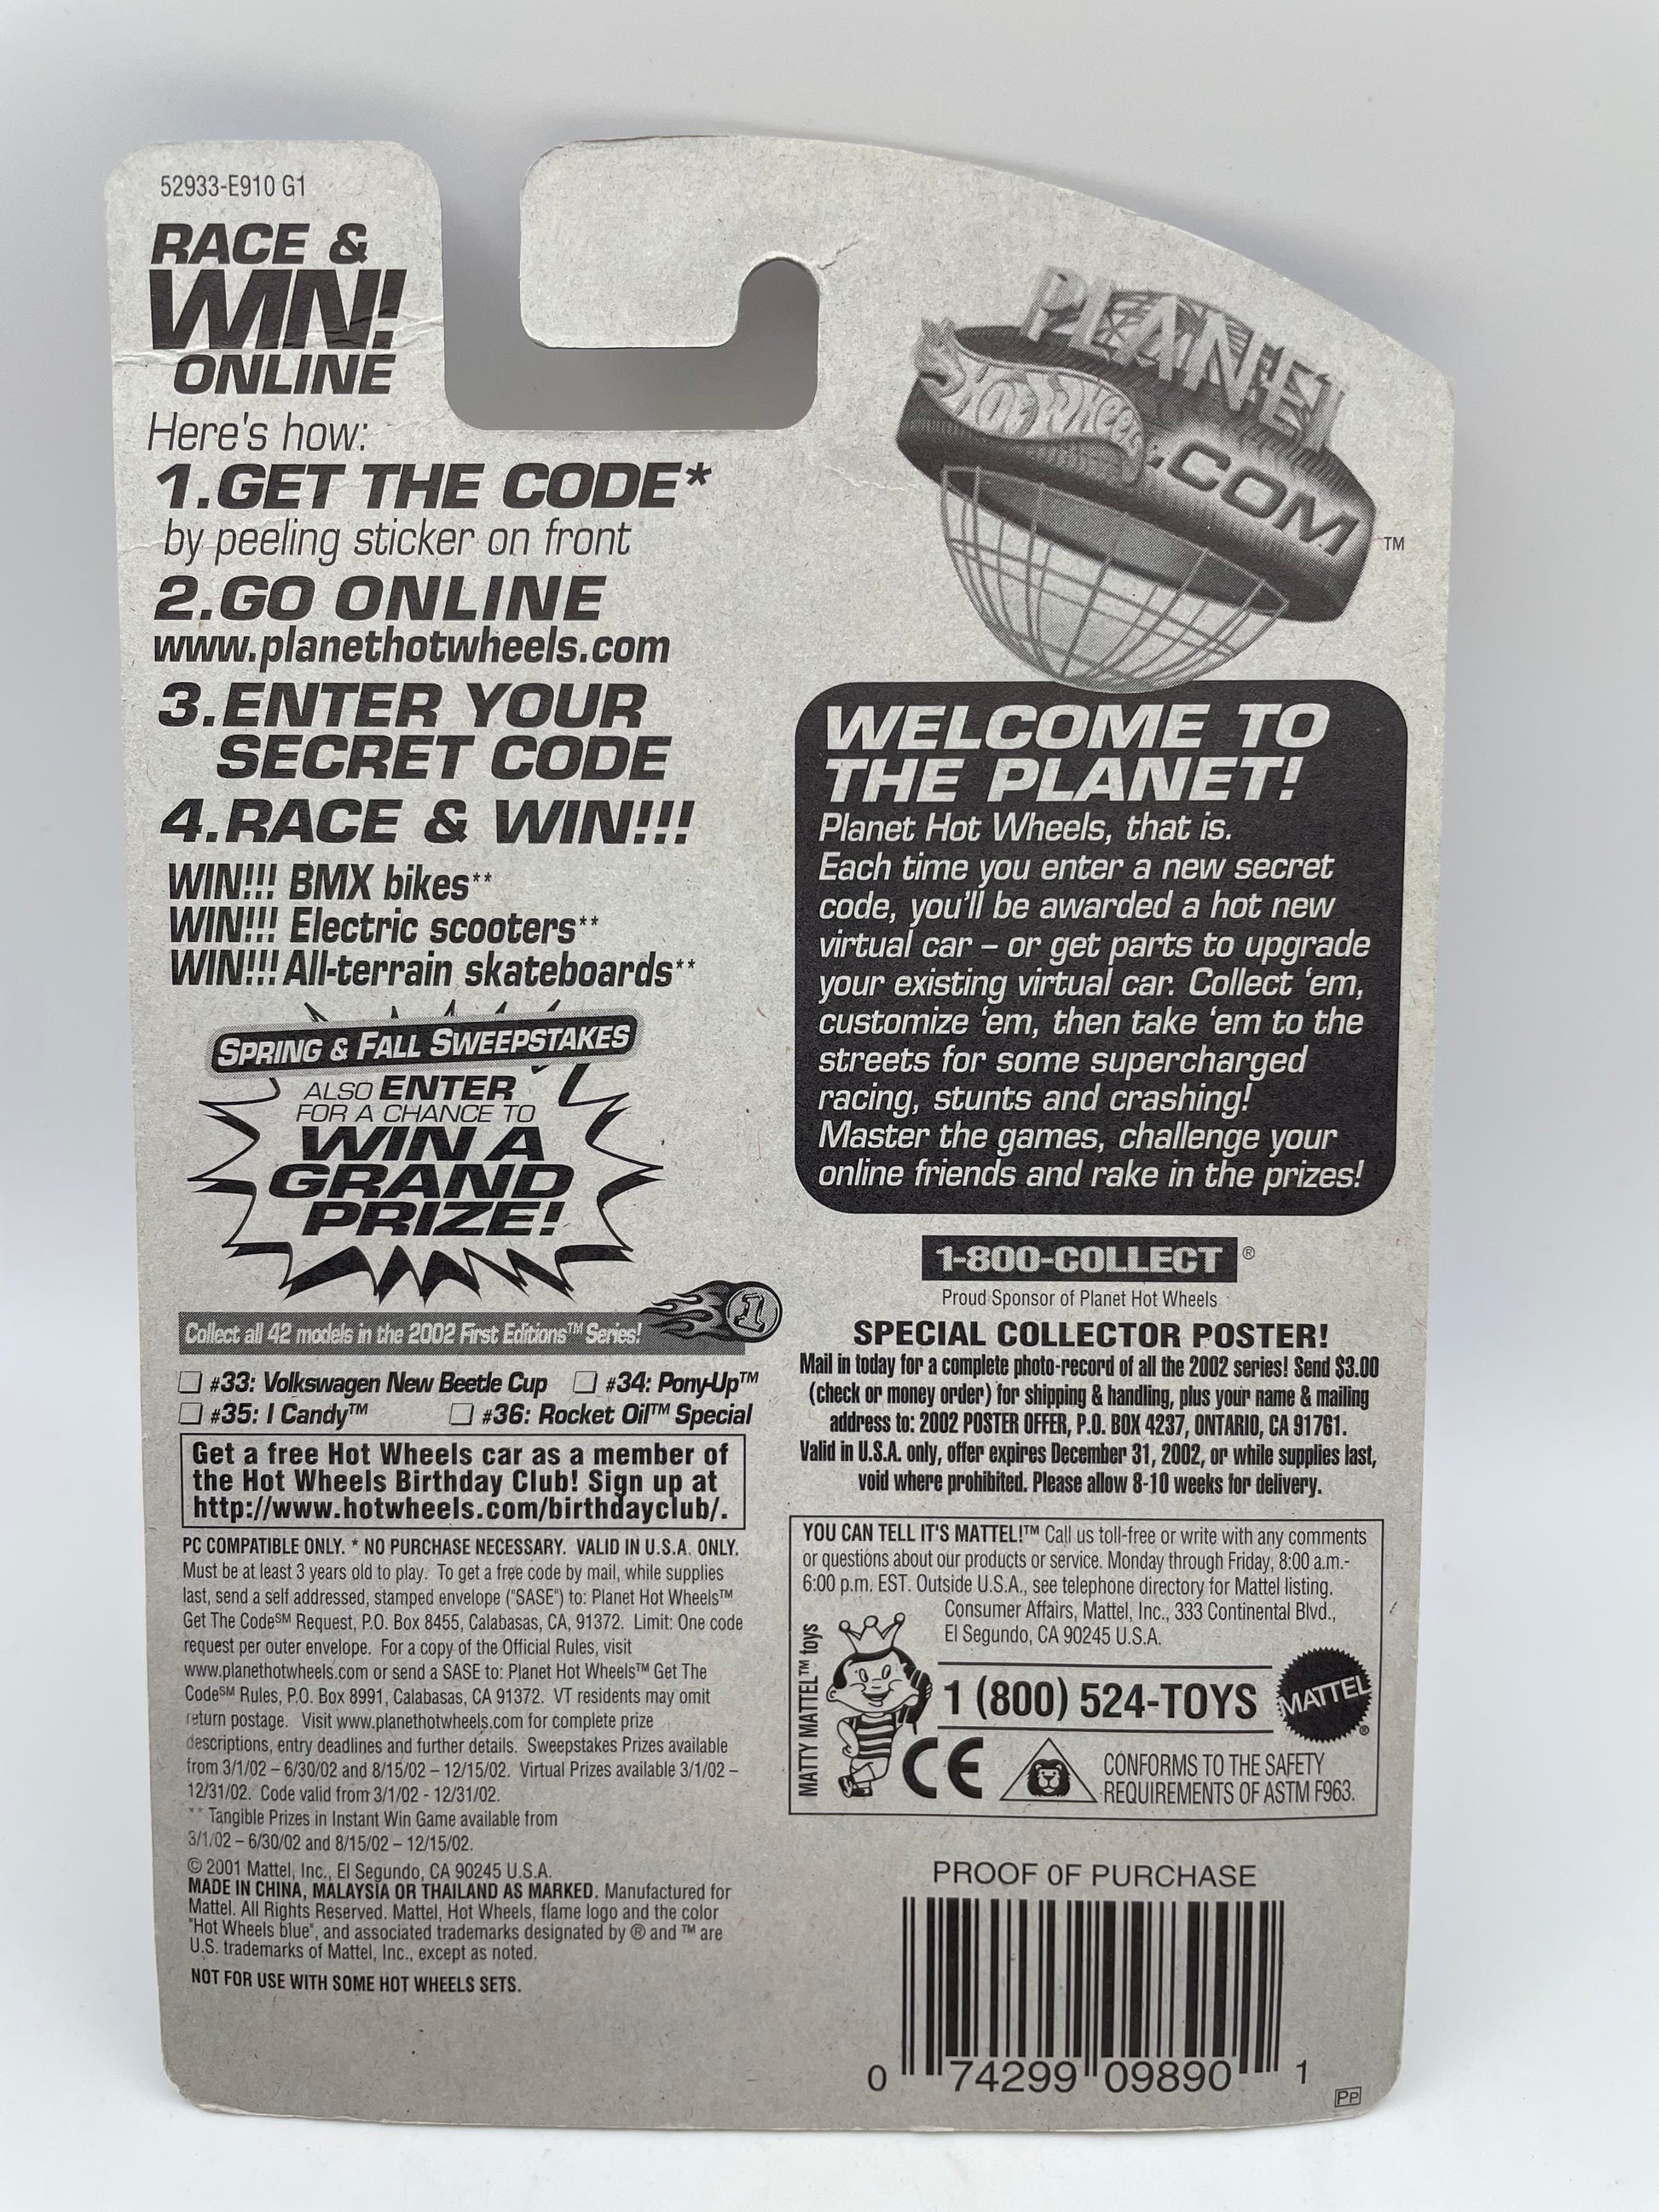 52933-E910 G1
RACE &
WIN!
ONLINE
Here's how:
1.GET THE CODE*
by peeling sticker on front
2.GO ONLINE
www.planethotwheels.com
3.ENTER YOUR
SECRET CODE
4.RACE & WIN!!!
WIN!!! BMX bikes**
WIN!!! Electric scooters**
WIN!!! All-terrain skateboards**
SPRING & FALL SWEEPSTAKES
ALSO ENTER
FOR A CHANCE TO
WIN A
GRAND
PRIZE!
Collect all 42 models in the 2002 First Editions™ Series!
1
#33: Volkswagen New Beetle Cup #34: Pony-Up™
#35: I Candy™ #36: Rocket Oil™ Special
Get a free Hot Wheels car as a member of
the Hot Wheels Birthday Club! Sign up at
http://www.hotwheels.com/birthdayclub/.
PC COMPATIBLE ONLY. * NO PURCHASE NECESSARY. VALID IN U.S.A. ONLY.
Must be at least 3 years old to play. To get a free code by mail, while supplies
last, send a self addressed, stamped envelope ("SASE") to: Planet Hot Wheels™
Get The Code℠ Request, P.O. Box 8455, Calabasas, CA, 91372. Limit: One code
request per outer envelope. For a copy of the Official Rules, visit
www.planethotwheels.com or send a SASE to: Planet Hot Wheels™ Get The
Code℠ Rules, P.O. Box 8991, Calabasas, CA 91372. VT residents may omit
return postage. Visit www.planethotwheels.com for complete prize
descriptions, entry deadlines and further details. Sweepstakes Prizes available
from 3/1/02 – 6/30/02 and 8/15/02 – 12/15/02. Virtual Prizes available 3/1/02 –
12/31/02. Code valid from 3/1/02 - 12/31/02.
** Tangible Prizes in Instant Win Game available from
3/1/02 – 6/30/02 and 8/15/02 – 12/15/02.
© 2001 Mattel, Inc., El Segundo, CA 90245 U.S.A.
MADE IN CHINA, MALAYSIA OR THAILAND AS MARKED. Manufactured for
Mattel. All Rights Reserved. Mattel, Hot Wheels, flame logo and the color
"Hot Wheels blue", and associated trademarks designated by ® and ™ are
U.S. trademarks of Mattel, Inc., except as noted.
NOT FOR USE WITH SOME HOT WHEELS SETS.
PLANET
Hot Wheels.COM
™
WELCOME TO
THE PLANET!
Planet Hot Wheels, that is.
Each time you enter a new secret
code, you'll be awarded a hot new
virtual car – or get parts to upgrade
your existing virtual car. Collect ‘em,
customize ‘em, then take ‘em to the
streets for some supercharged
racing, stunts and crashing!
Master the games, challenge your
online friends and rake in the prizes!
1-800-COLLECT®
Proud Sponsor of Planet Hot Wheels
SPECIAL COLLECTOR POSTER!
Mail in today for a complete photo-record of all the 2002 series! Send $3.00
(check or money order) for shipping & handling, plus your name & mailing
address to: 2002 POSTER OFFER, P.O. BOX 4237, ONTARIO, CA 91761.
Valid in U.S.A. only, offer expires December 31, 2002, or while supplies last,
void where prohibited. Please allow 8-10 weeks for delivery.
YOU CAN TELL IT'S MATTEL!™ Call us toll-free or write with any comments
or questions about our products or service. Monday through Friday, 8:00 a.m.-
6:00 p.m. EST. Outside U.S.A., see telephone directory for Mattel listing.
Consumer Affairs, Mattel, Inc., 333 Continental Blvd.,
El Segundo, CA 90245 U.S.A.
MATTY MATTEL™ toys
1 (800) 524-TOYS
MATTEL®
CE
CONFORMS TO THE SAFETY
REQUIREMENTS OF ASTM F963.
PROOF OF PURCHASE
0 74299 09890 1
PP